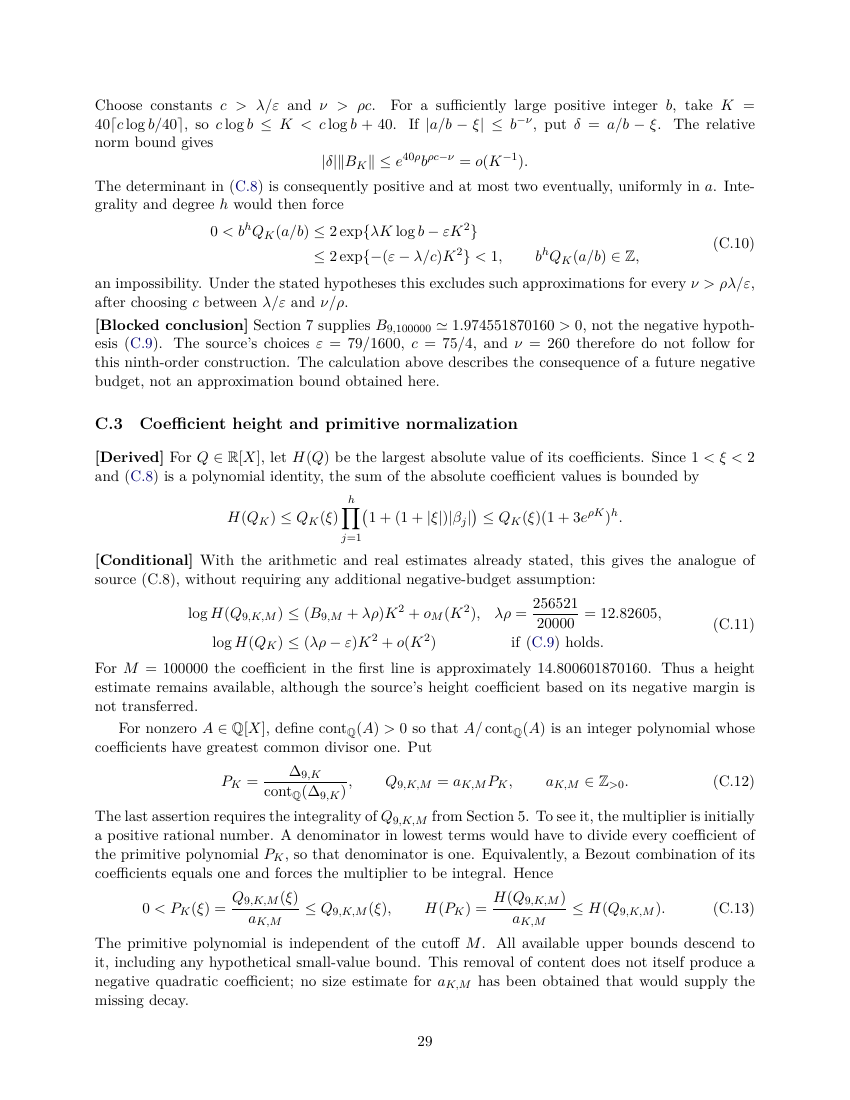 Choose constants c > λ/ε and ν > ρc. For a sufficiently large positive integer b, take K =
40⌈c log b/40⌉, so c log b ≤ K < c log b + 40. If |a/b − ξ| ≤ b^{−ν}, put δ = a/b − ξ. The relative
norm bound gives
|δ|‖B_K‖ ≤ e^{40ρ}b^{ρc−ν} = o(K^{−1}).
The determinant in (C.8) is consequently positive and at most two eventually, uniformly in a. Inte-
grality and degree h would then force
0 < b^h Q_K(a/b) ≤ 2 exp{λK log b − εK^2}
≤ 2 exp{−(ε − λ/c)K^2} < 1, b^h Q_K(a/b) ∈ ℤ, (C.10)
an impossibility. Under the stated hypotheses this excludes such approximations for every ν > ρλ/ε,
after choosing c between λ/ε and ν/ρ.
[Blocked conclusion] Section 7 supplies B_{9,100000} ≃ 1.974551870160 > 0, not the negative hypoth-
esis (C.9). The source's choices ε = 79/1600, c = 75/4, and ν = 260 therefore do not follow for
this ninth-order construction. The calculation above describes the consequence of a future negative
budget, not an approximation bound obtained here.
C.3 Coefficient height and primitive normalization
[Derived] For Q ∈ ℝ[X], let H(Q) be the largest absolute value of its coefficients. Since 1 < ξ < 2
and (C.8) is a polynomial identity, the sum of the absolute coefficient values is bounded by
H(Q_K) ≤ Q_K(ξ) ∏_{j=1}^{h} (1 + (1 + |ξ|)|β_j|) ≤ Q_K(ξ)(1 + 3e^{ρK})^h.
[Conditional] With the arithmetic and real estimates already stated, this gives the analogue of
source (C.8), without requiring any additional negative-budget assumption:
log H(Q_{9,K,M}) ≤ (B_{9,M} + λρ)K^2 + o_M(K^2), λρ = 256521/20000 = 12.82605,
log H(Q_K) ≤ (λρ − ε)K^2 + o(K^2) if (C.9) holds. (C.11)
For M = 100000 the coefficient in the first line is approximately 14.800601870160. Thus a height
estimate remains available, although the source's height coefficient based on its negative margin is
not transferred.
For nonzero A ∈ ℚ[X], define cont_ℚ(A) > 0 so that A/ cont_ℚ(A) is an integer polynomial whose
coefficients have greatest common divisor one. Put
P_K = Δ_{9,K}/cont_ℚ(Δ_{9,K}), Q_{9,K,M} = a_{K,M}P_K, a_{K,M} ∈ ℤ_{>0}. (C.12)
The last assertion requires the integrality of Q_{9,K,M} from Section 5. To see it, the multiplier is initially
a positive rational number. A denominator in lowest terms would have to divide every coefficient of
the primitive polynomial P_K, so that denominator is one. Equivalently, a Bezout combination of its
coefficients equals one and forces the multiplier to be integral. Hence
0 < P_K(ξ) = Q_{9,K,M}(ξ)/a_{K,M} ≤ Q_{9,K,M}(ξ), H(P_K) = H(Q_{9,K,M})/a_{K,M} ≤ H(Q_{9,K,M}). (C.13)
The primitive polynomial is independent of the cutoff M. All available upper bounds descend to
it, including any hypothetical small-value bound. This removal of content does not itself produce a
negative quadratic coefficient; no size estimate for a_{K,M} has been obtained that would supply the
missing decay.
29